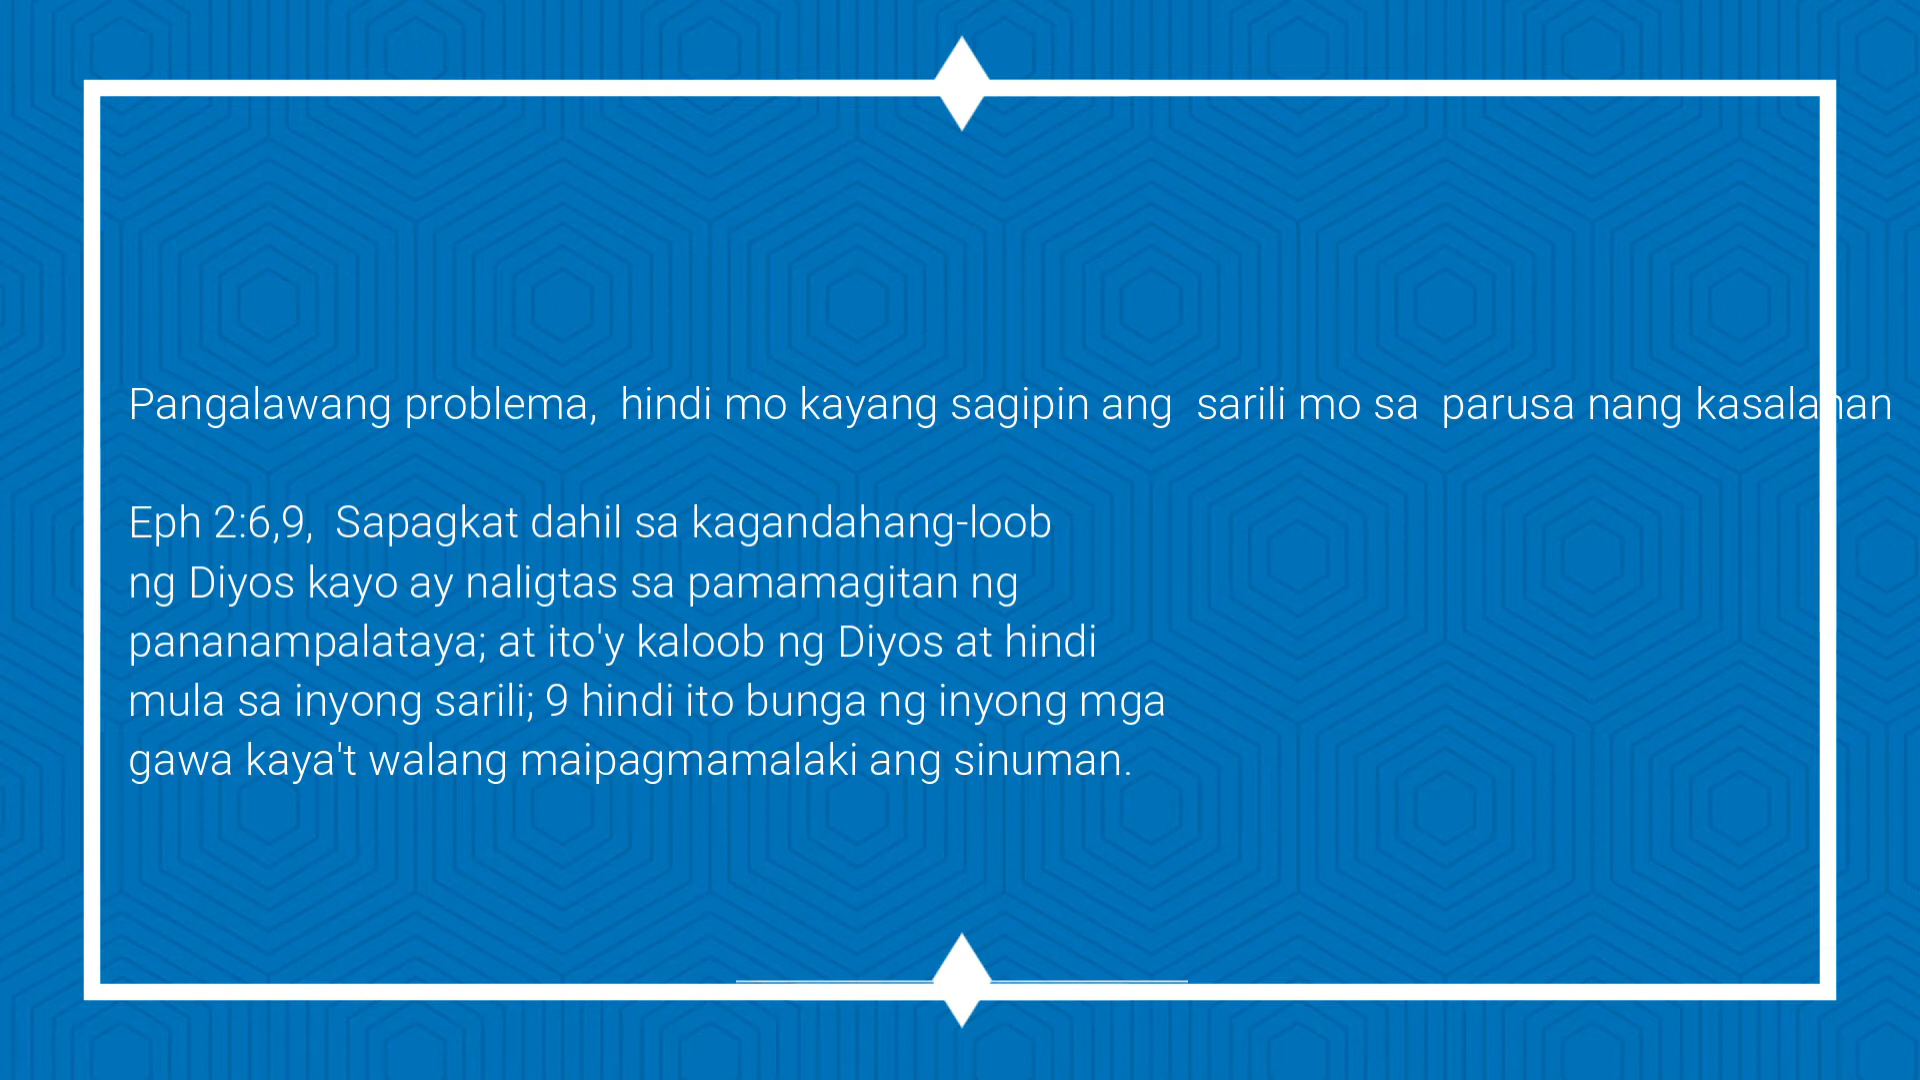 Pangalawang problema,  hindi mo kayang sagipin ang  sarili mo sa  parusa nang kasalanan
Eph 2:6,9,  Sapagkat dahil sa kagandahang-loob
ng Diyos kayo ay naligtas sa pamamagitan ng
pananampalataya; at ito'y kaloob ng Diyos at hindi
mula sa inyong sarili; 9 hindi ito bunga ng inyong mga
gawa kaya't walang maipagmamalaki ang sinuman.